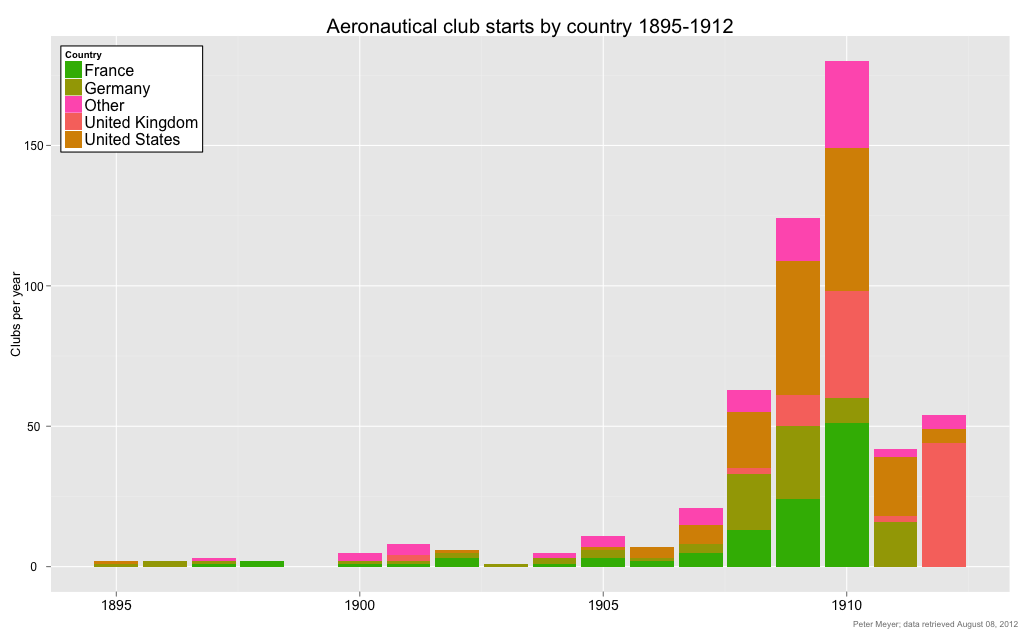 Aeronautical club starts by country 1895-1912
Country
France
Germany
Other
United Kingdom
United States
Clubs per year
150
100
50
0
1895
1900
1905
1910
Peter Meyer; data retrieved August 08, 2012